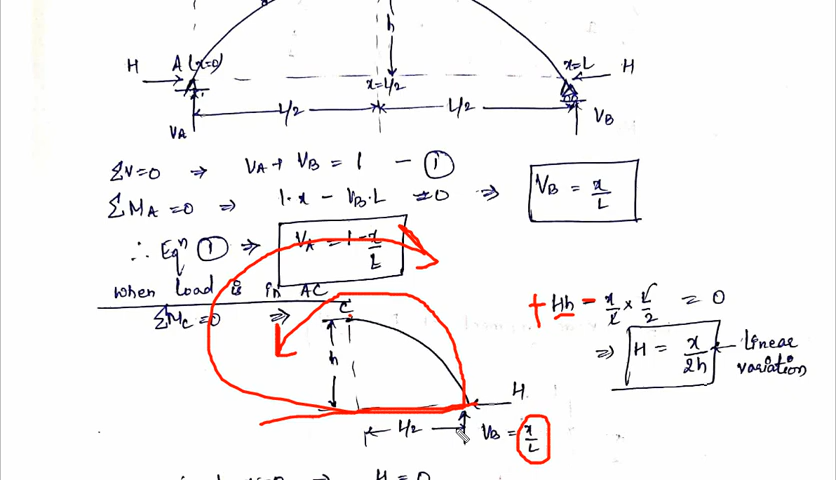 h
H A (x=0) x=L H
x=L/2
L/2 L/2
VA VB
ΣV=0 ⇒ VA + VB = 1 — ①
ΣMA =0 ⇒ 1·x − VB·L =0 ⇒ VB = x/L
∴ Eqⁿ ① ⇒ VA = 1 − x/L
when load is in AC
ΣMC =0 ⇒ C + Hh − x/L × L/2 = 0
h ⇒ H = x/2h ← linear variation
H
L/2 VB = x/L
⇒ H = 0